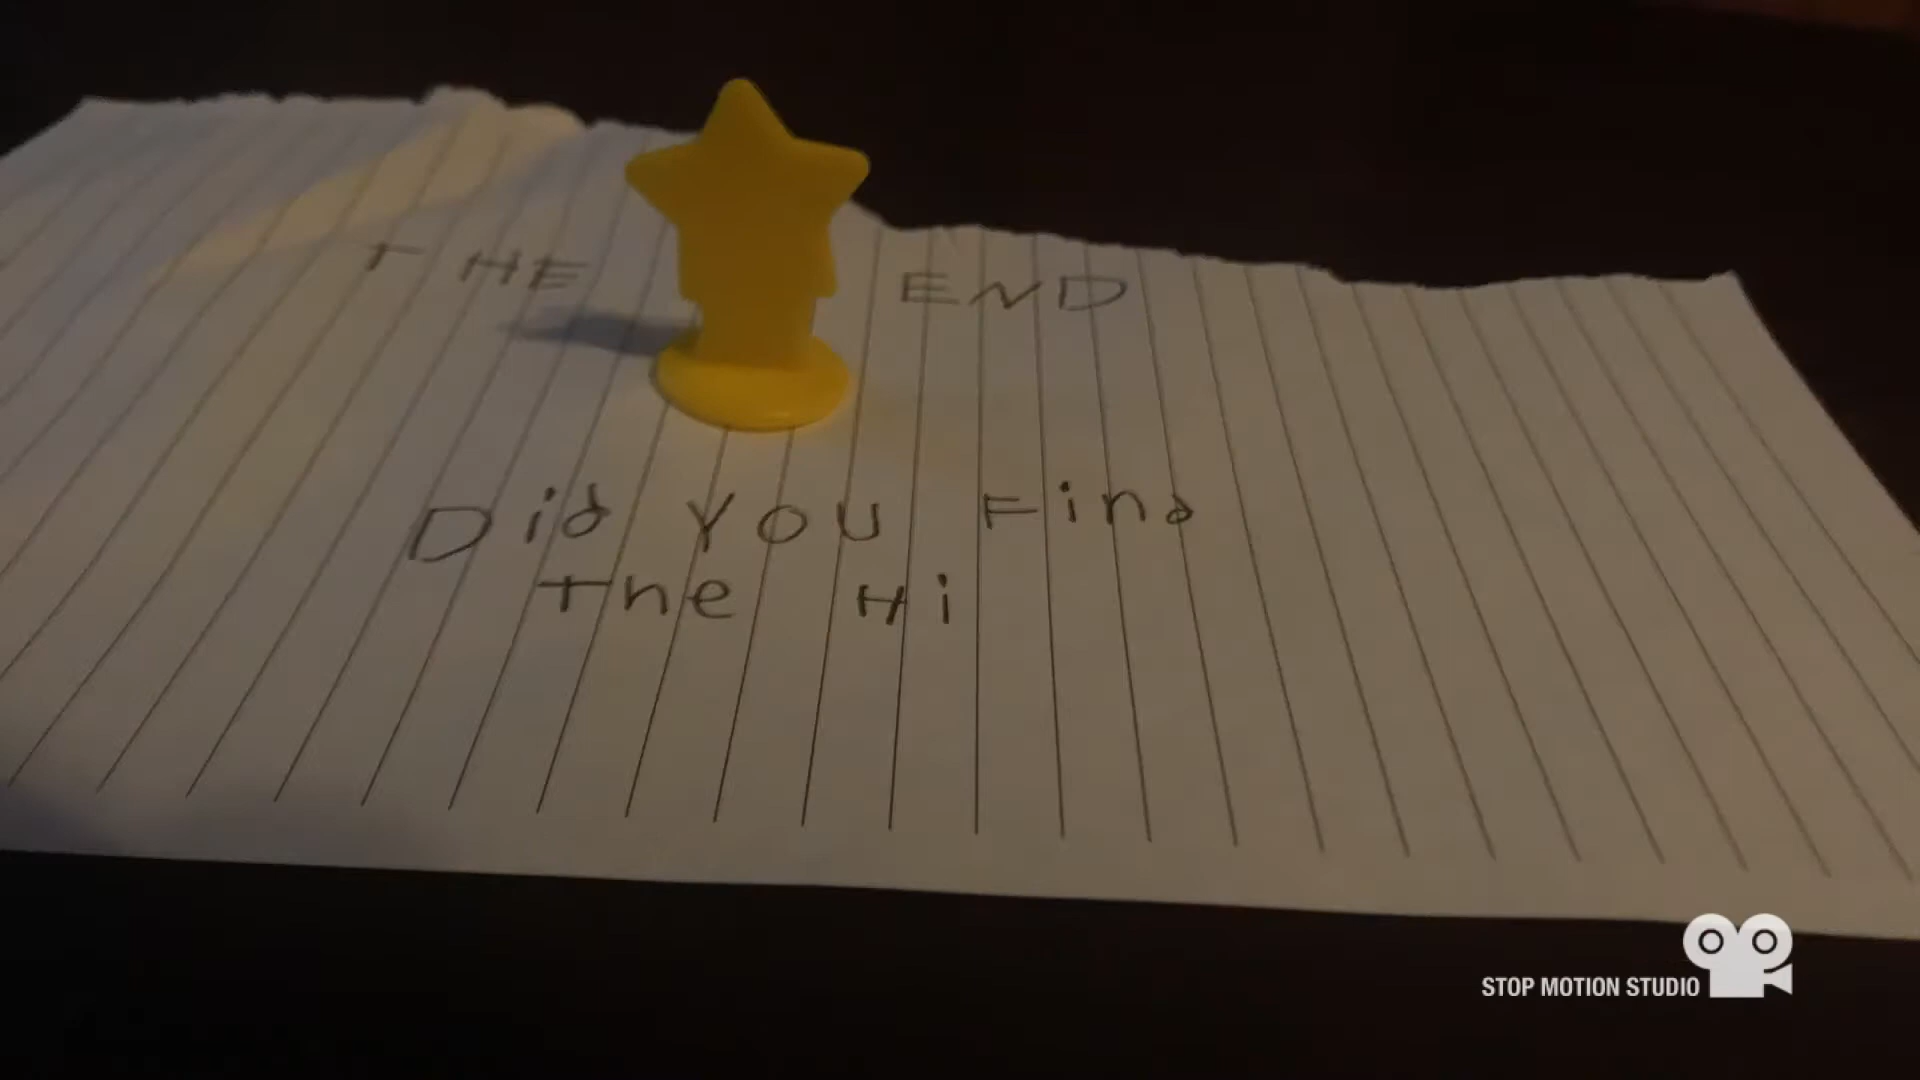 THE END
Did YOU Find
The Hi
STOP MOTION STUDIO